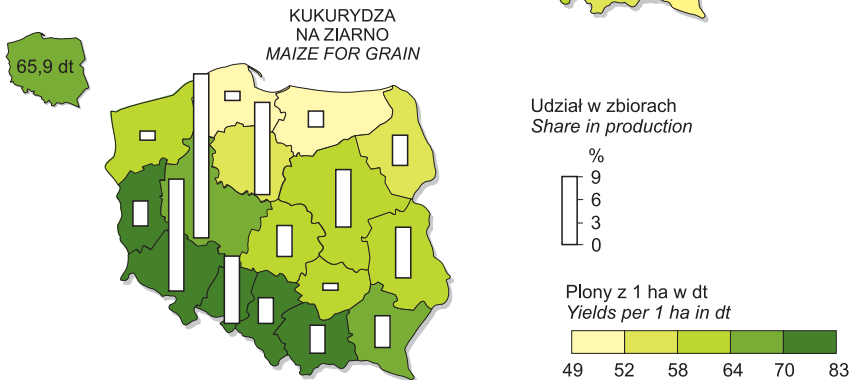 KUKURYDZA
NA ZIARNO
MAIZE FOR GRAIN
65,9 dt
Udział w zbiorach
Share in production
%
9
6
3
0
Plony z 1 ha w dt
Yields per 1 ha in dt
49 52 58 64 70 83